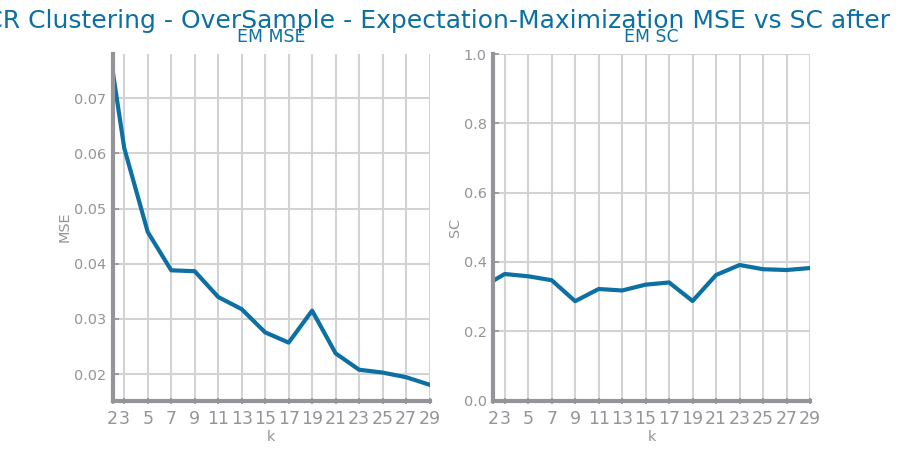 CR Clustering - OverSample - Expectation-Maximization MSE vs SC after
EM MSE
EM SC
0.07
0.06
0.05
0.04
0.03
0.02
MSE
2 3 5 7 9 11 13 15 17 19 21 23 25 27 29
k
1.0
0.8
0.6
0.4
0.2
0.0
SC
2 3 5 7 9 11 13 15 17 19 21 23 25 27 29
k